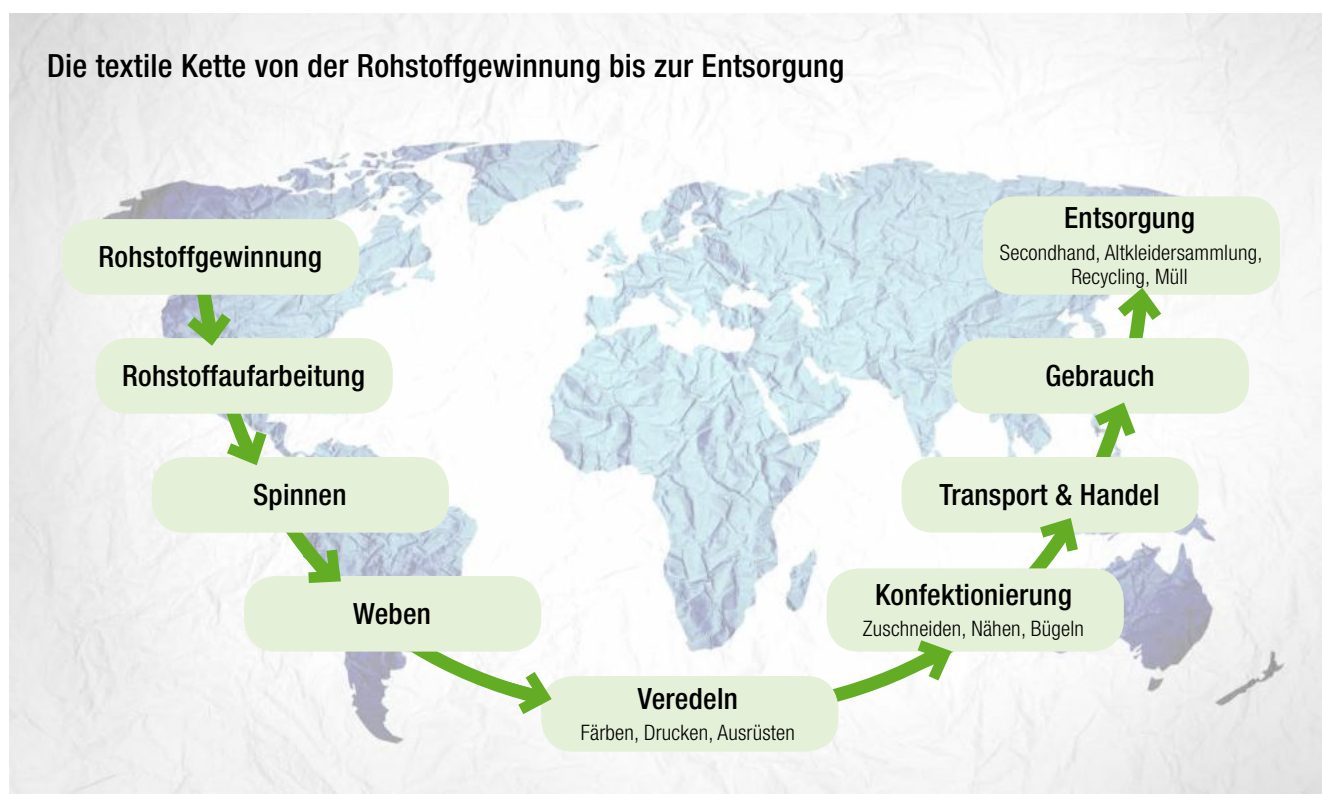 Die textile Kette von der Rohstoffgewinnung bis zur Entsorgung
Rohstoffgewinnung
Rohstoffaufarbeitung
Spinnen
Weben
Veredeln
Färben, Drucken, Ausrüsten
Konfektionierung
Zuschneiden, Nähen, Bügeln
Transport & Handel
Gebrauch
Entsorgung
Secondhand, Altkleidersammlung,
Recycling, Müll